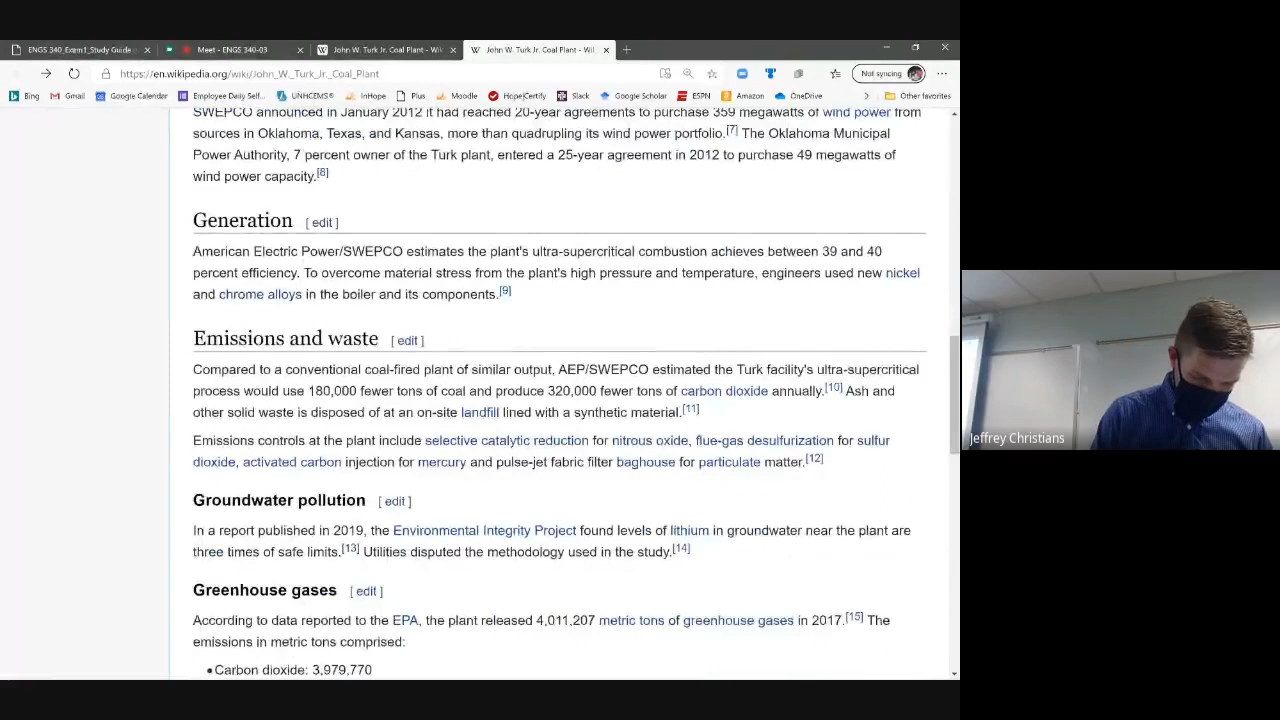 ENGS 340_Exam1_Study Guide
Meet - ENGS 340-03
John W. Turk Jr. Coal Plant - Wi
John W. Turk Jr. Coal Plant - Wi
https://en.wikipedia.org/wiki/John_W._Turk_Jr._Coal_Plant
Not syncing
Bing
Gmail
Google Calendar
Employee Daily Self...
UNHCEMS®
InHope
Plus
Moodle
Hope|Certify
Slack
Google Scholar
ESPN
Amazon
OneDrive
Other favorites
SWEPCO announced in January 2012 it had reached 20-year agreements to purchase 359 megawatts of wind power from
sources in Oklahoma, Texas, and Kansas, more than quadrupling its wind power portfolio.[7] The Oklahoma Municipal
Power Authority, 7 percent owner of the Turk plant, entered a 25-year agreement in 2012 to purchase 49 megawatts of
wind power capacity.[8]
Generation [ edit ]
American Electric Power/SWEPCO estimates the plant's ultra-supercritical combustion achieves between 39 and 40
percent efficiency. To overcome material stress from the plant's high pressure and temperature, engineers used new nickel
and chrome alloys in the boiler and its components.[9]
Emissions and waste [ edit ]
Compared to a conventional coal-fired plant of similar output, AEP/SWEPCO estimated the Turk facility's ultra-supercritical
process would use 180,000 fewer tons of coal and produce 320,000 fewer tons of carbon dioxide annually.[10] Ash and
other solid waste is disposed of at an on-site landfill lined with a synthetic material.[11]
Emissions controls at the plant include selective catalytic reduction for nitrous oxide, flue-gas desulfurization for sulfur
dioxide, activated carbon injection for mercury and pulse-jet fabric filter baghouse for particulate matter.[12]
Groundwater pollution [ edit ]
In a report published in 2019, the Environmental Integrity Project found levels of lithium in groundwater near the plant are
three times of safe limits.[13] Utilities disputed the methodology used in the study.[14]
Greenhouse gases [ edit ]
According to data reported to the EPA, the plant released 4,011,207 metric tons of greenhouse gases in 2017.[15] The
emissions in metric tons comprised:
•Carbon dioxide: 3,979,770
Jeffrey Christians